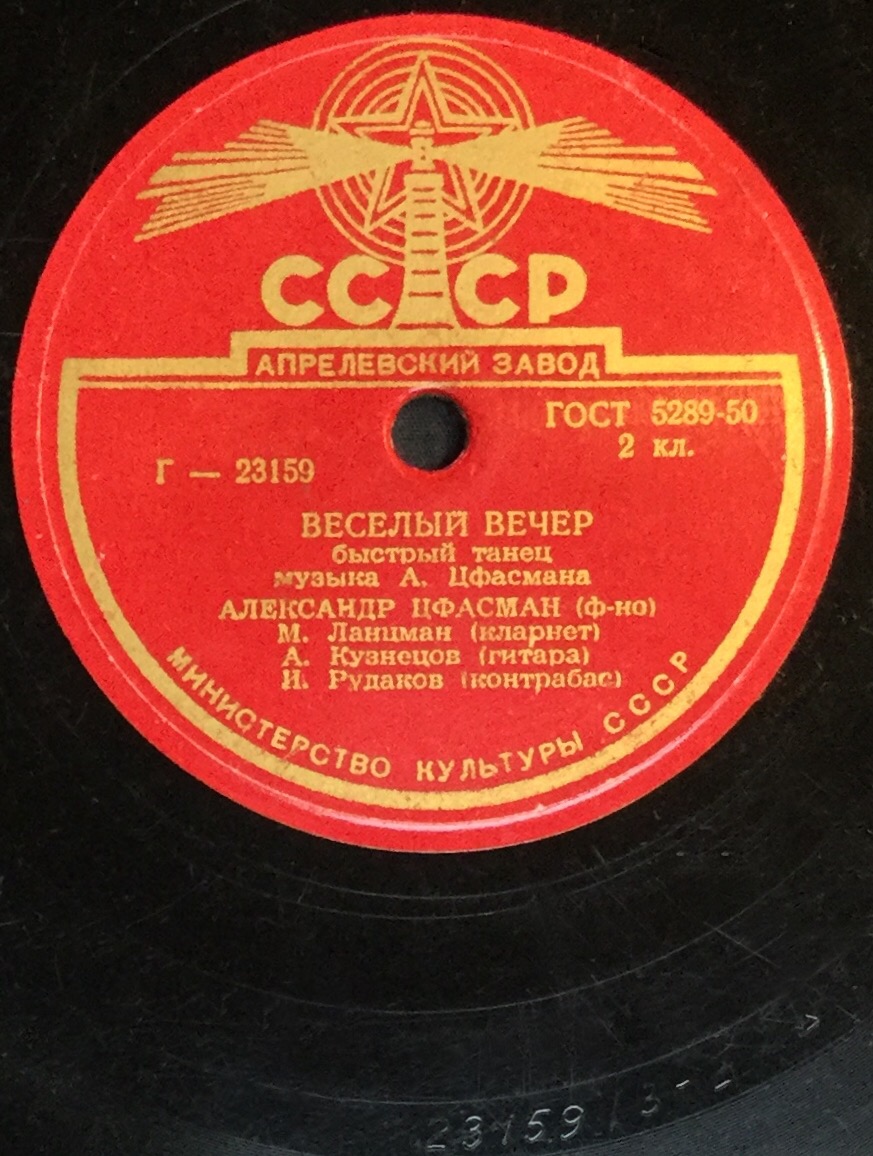 СССР
АПРЕЛЕВСКИЙ ЗАВОД
ГОСТ 5289-50
2 кл.
Г — 23159
ВЕСЕЛЫЙ ВЕЧЕР
быстрый танец
музыка А. Цфасмана
АЛЕКСАНДР ЦФАСМАН (ф-но)
М. Ланцман (кларнет)
А. Кузнецов (гитара)
И. Рудаков (контрабас)
МИНИСТЕРСТВО КУЛЬТУРЫ СССР
23159